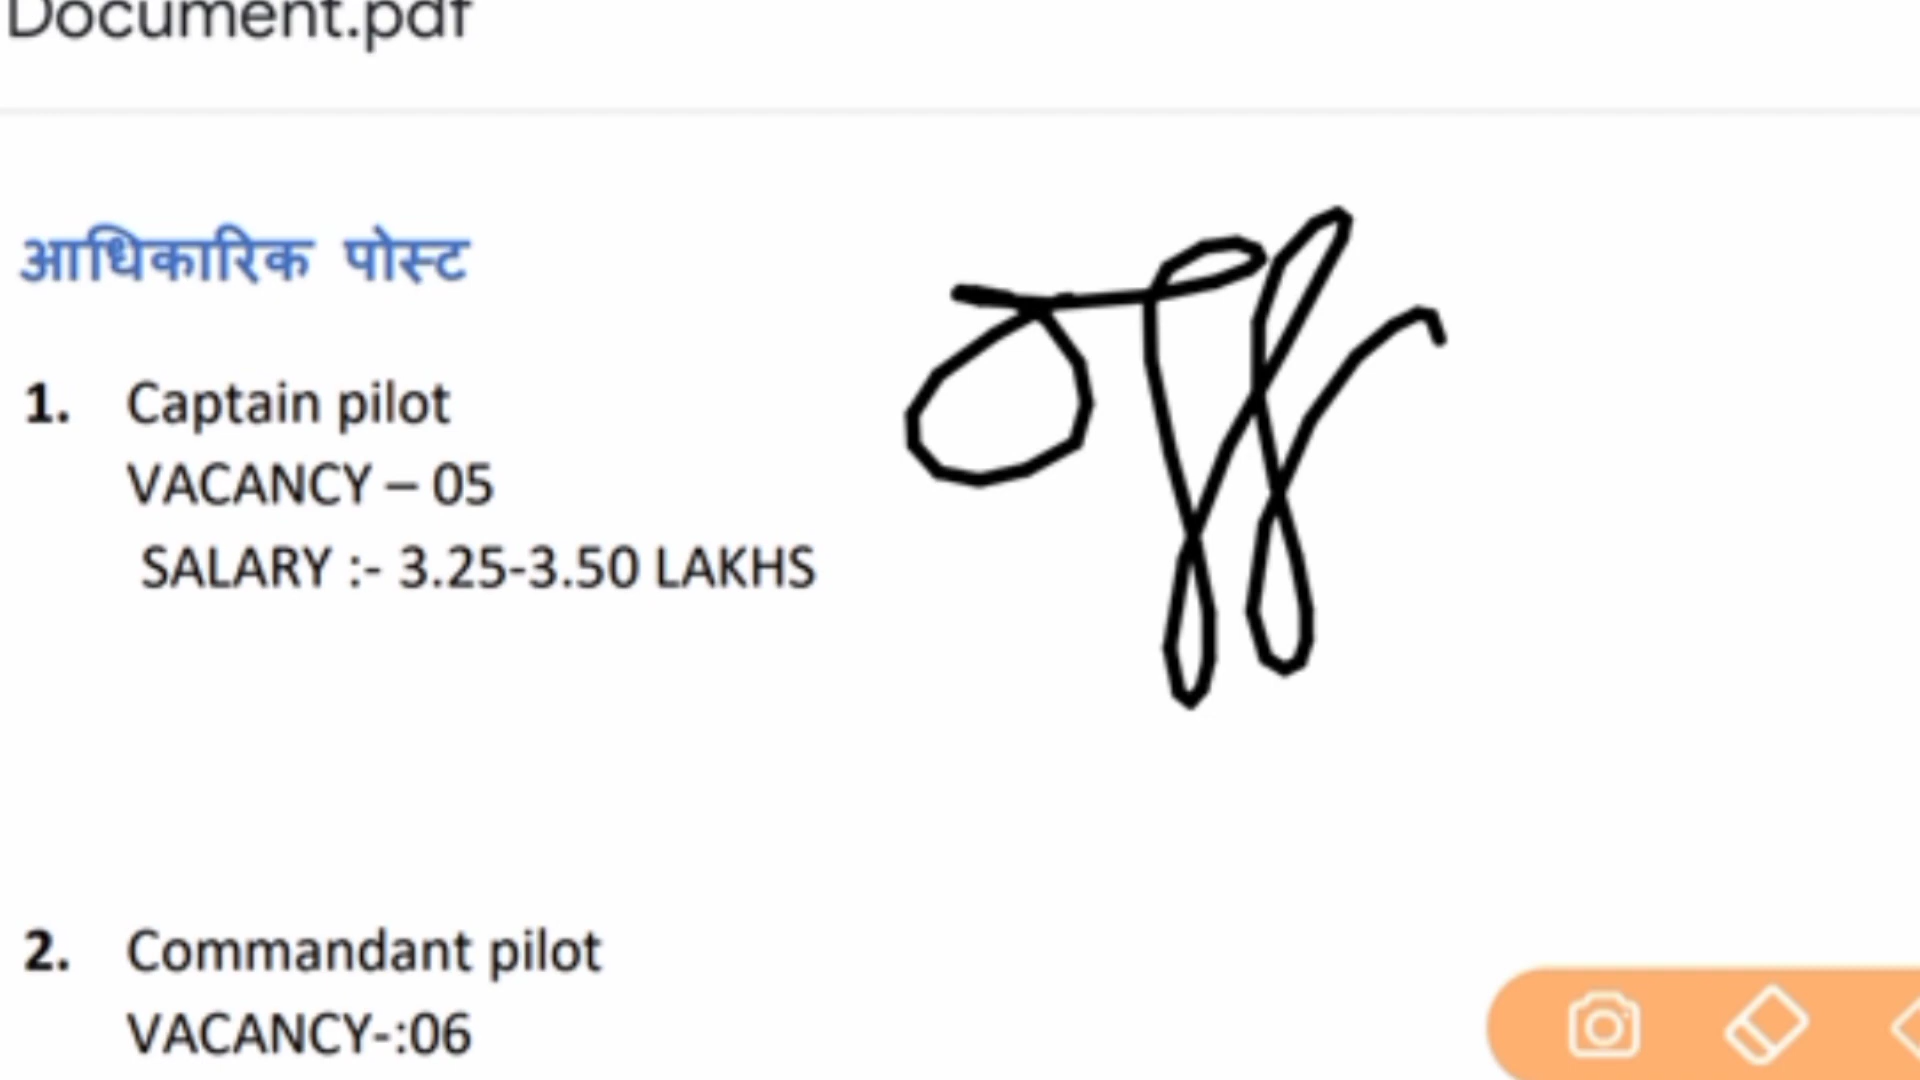 Document.pdf
आधिकारिक पोस्ट
1. Captain pilot
VACANCY – 05
SALARY :- 3.25-3.50 LAKHS
off
2. Commandant pilot
VACANCY-:06